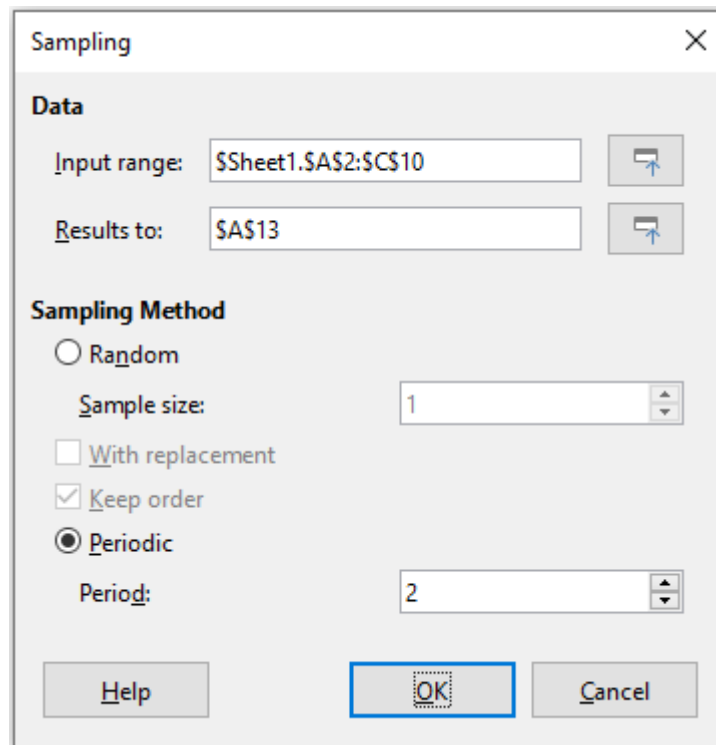 Sampling
Data
Input range: $Sheet1.$A$2:$C$10
Results to: $A$13
Sampling Method
Random
Sample size: 1
With replacement
Keep order
Periodic
Period: 2
Help OK Cancel